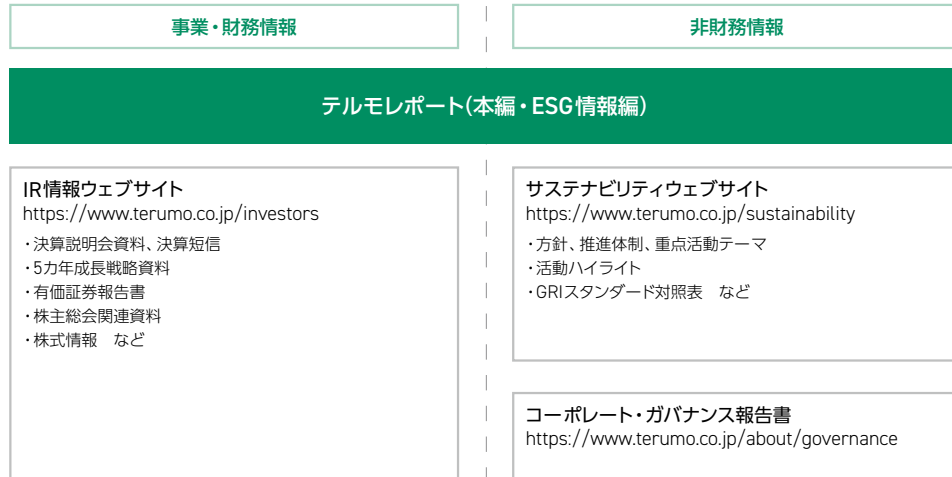 事業・財務情報
非財務情報
テルモレポート(本編・ESG情報編)
IR情報ウェブサイト
https://www.terumo.co.jp/investors
・決算説明会資料、決算短信
・5カ年成長戦略資料
・有価証券報告書
・株主総会関連資料
・株式情報　など
サステナビリティウェブサイト
https://www.terumo.co.jp/sustainability
・方針、推進体制、重点活動テーマ
・活動ハイライト
・GRIスタンダード対照表　など
コーポレート・ガバナンス報告書
https://www.terumo.co.jp/about/governance